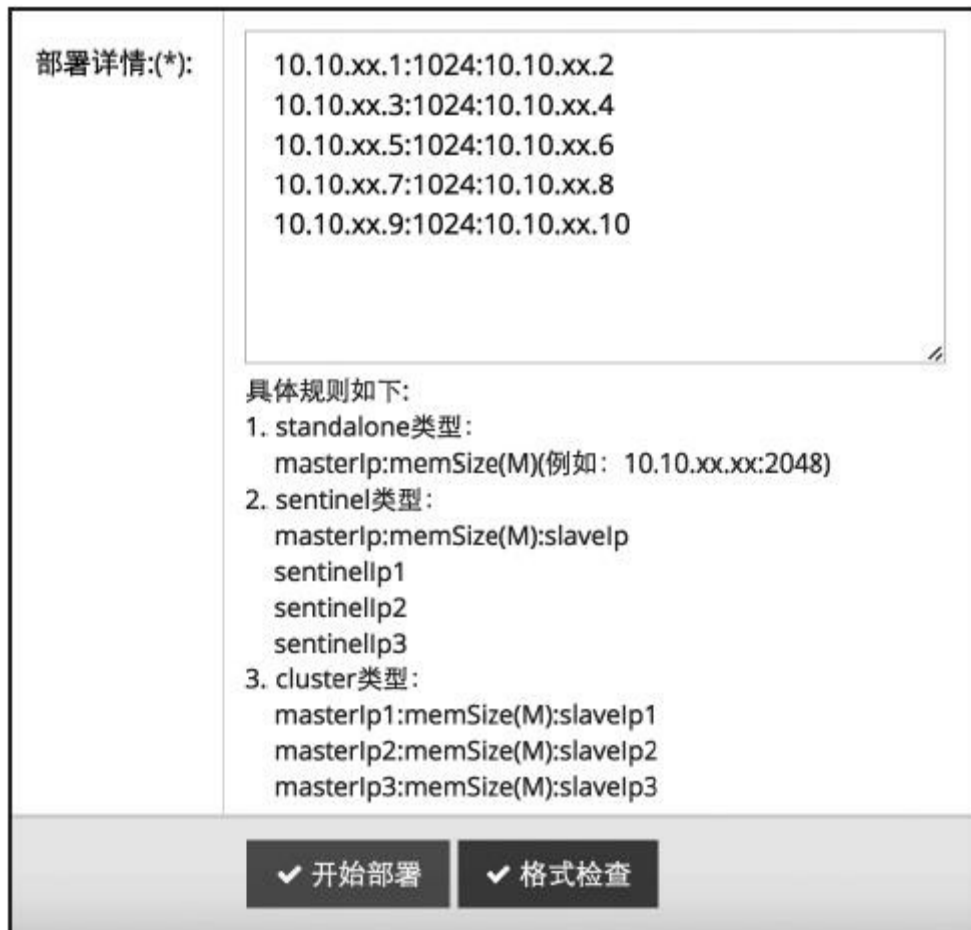 部署详情:(*):
10.10.xx.1:1024:10.10.xx.2
10.10.xx.3:1024:10.10.xx.4
10.10.xx.5:1024:10.10.xx.6
10.10.xx.7:1024:10.10.xx.8
10.10.xx.9:1024:10.10.xx.10
具体规则如下:
1. standalone类型：
masterIp:memSize(M)(例如：10.10.xx.xx:2048)
2. sentinel类型：
masterIp:memSize(M):slaveIp
sentinelIp1
sentinelIp2
sentinelIp3
3. cluster类型：
masterIp1:memSize(M):slaveIp1
masterIp2:memSize(M):slaveIp2
masterIp3:memSize(M):slaveIp3
✔ 开始部署 ✔ 格式检查